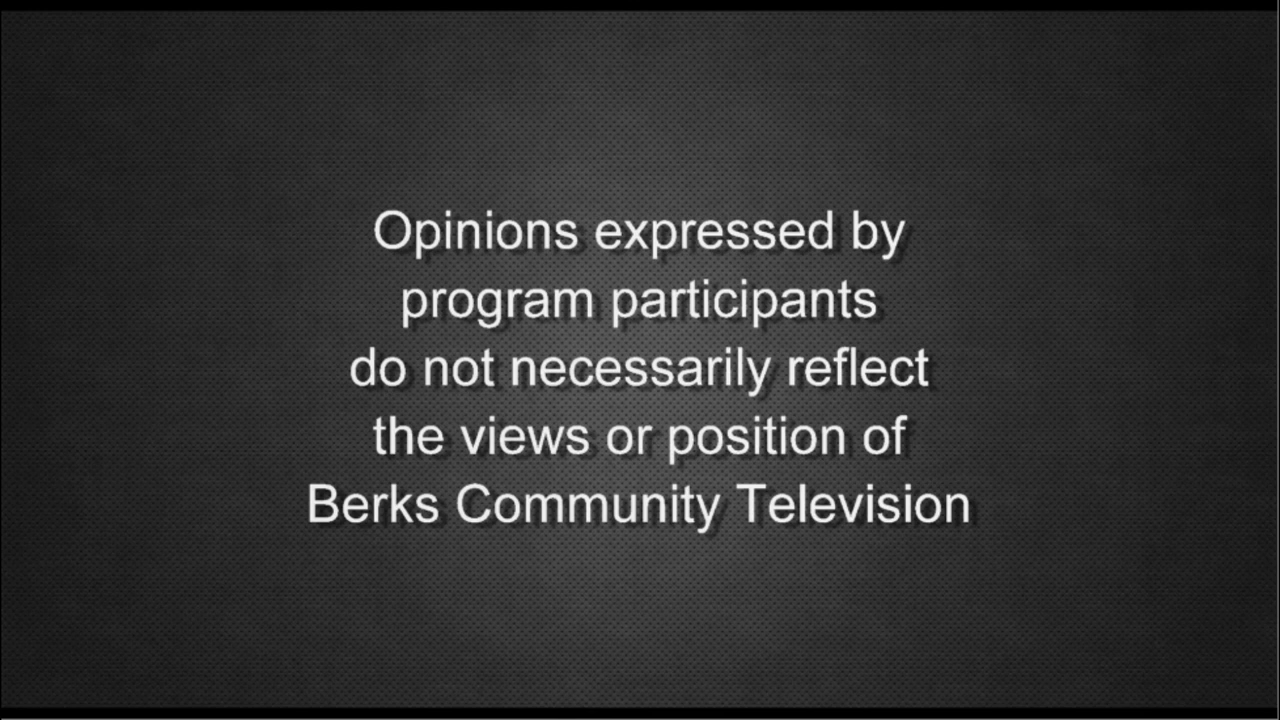 Opinions expressed by
program participants
do not necessarily reflect
the views or position of
Berks Community Television